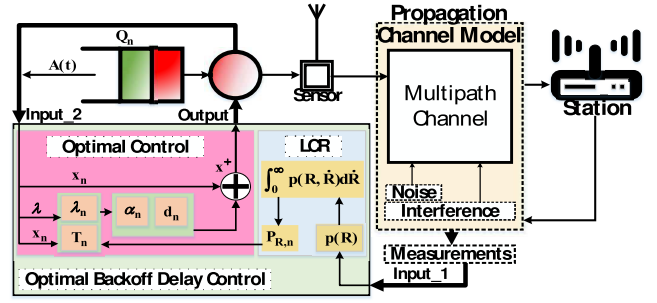 Propagation
Channel Model
Qn
A(t)
Multipath
Channel
Sensor
Station
Input_2
Output
Optimal Control
LCR
x+
xn
∫0∞ p(R, Ṙ)dṘ
Noise
Interference
λ
λn
αn
dn
xn
Tn
PR,n
p(R)
Measurements
Input_1
Optimal Backoff Delay Control